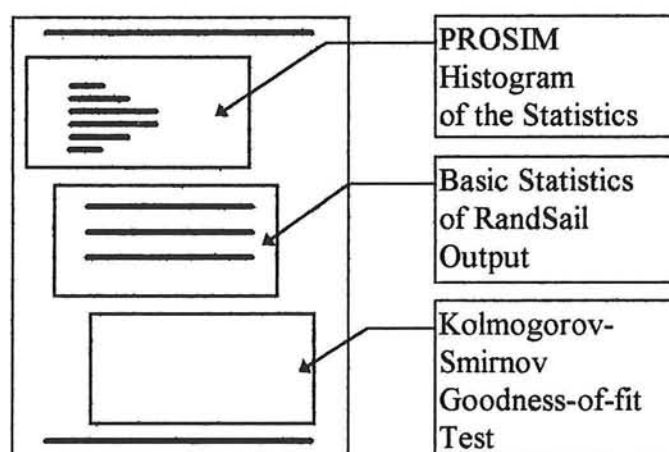 PROSIM
Histogram
of the Statistics
Basic Statistics
of RandSail
Output
Kolmogorov-
Smirnov
Goodness-of-fit
Test